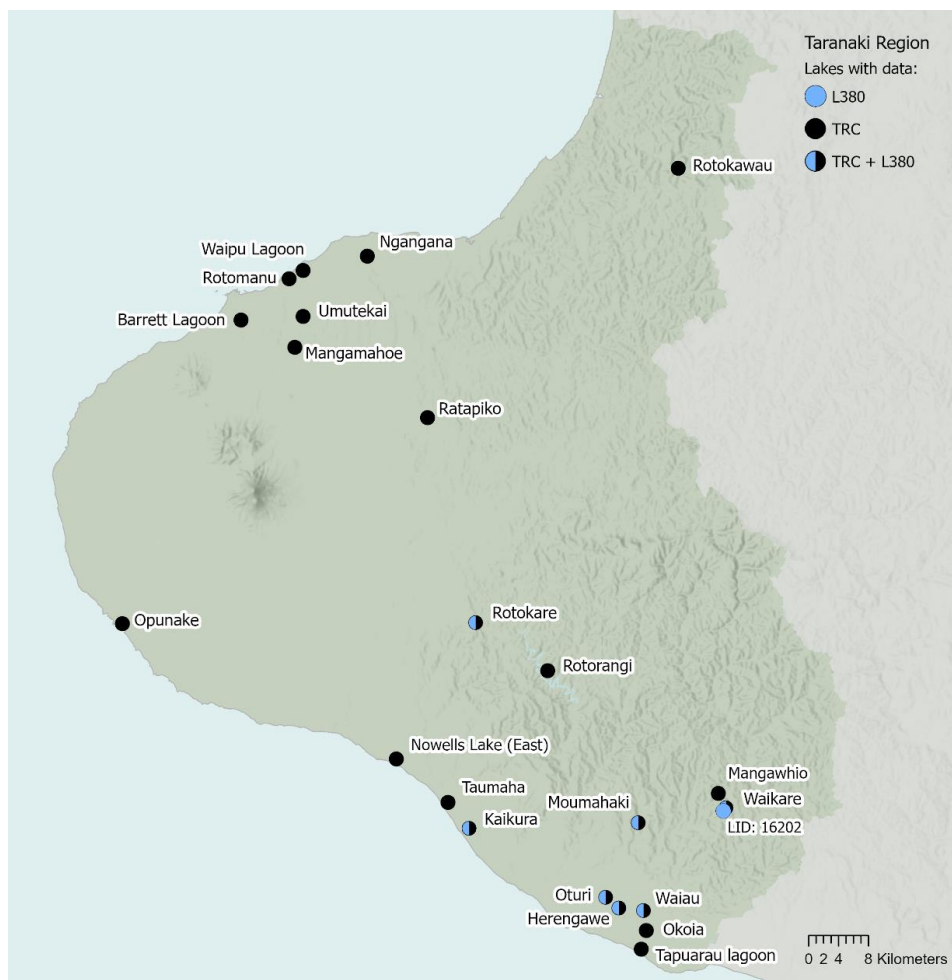 Taranaki Region
Lakes with data:
L380
TRC
TRC + L380
Rotokawau
Ngangana
Waipu Lagoon
Rotomanu
Umutekai
Barrett Lagoon
Mangamahoe
Ratapiko
Opunake
Rotokare
Rotorangi
Nowells Lake (East)
Mangawhio
Taumaha
Waikare
Moumahaki
Kaikura
LID: 16202
Oturi
Waiau
Herengawe
Okoia
Tapuarau lagoon
0 2 4 8 Kilometers